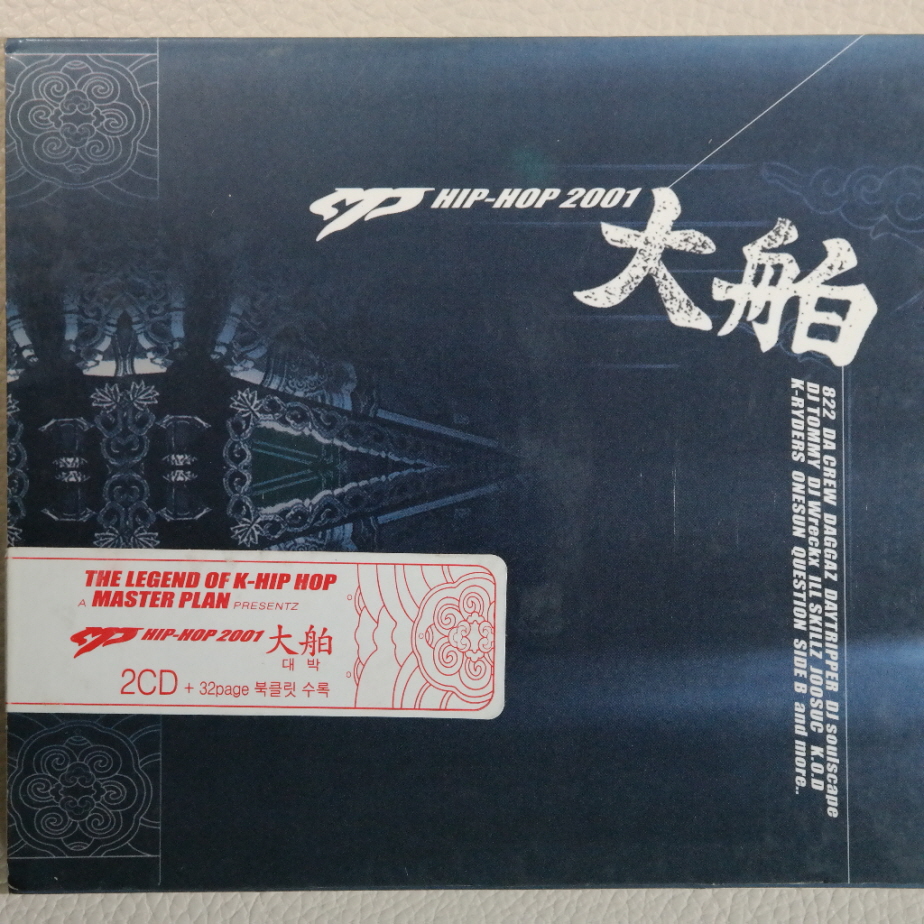 MP HIP-HOP 2001
大舶
822 DA CREW DAGGAZ DAYTRIPPER DJ soulscape
DJ TOMMY DJ Wreckx ILL SKILLZ JOOSUC K.O.D
K-RYDERS ONESUN QUESTION SIDE B and more..
THE LEGEND OF K-HIP HOP
A MASTER PLAN PRESENTZ
MP HIP-HOP 2001 大舶
대 박
2CD + 32page 북클릿 수록